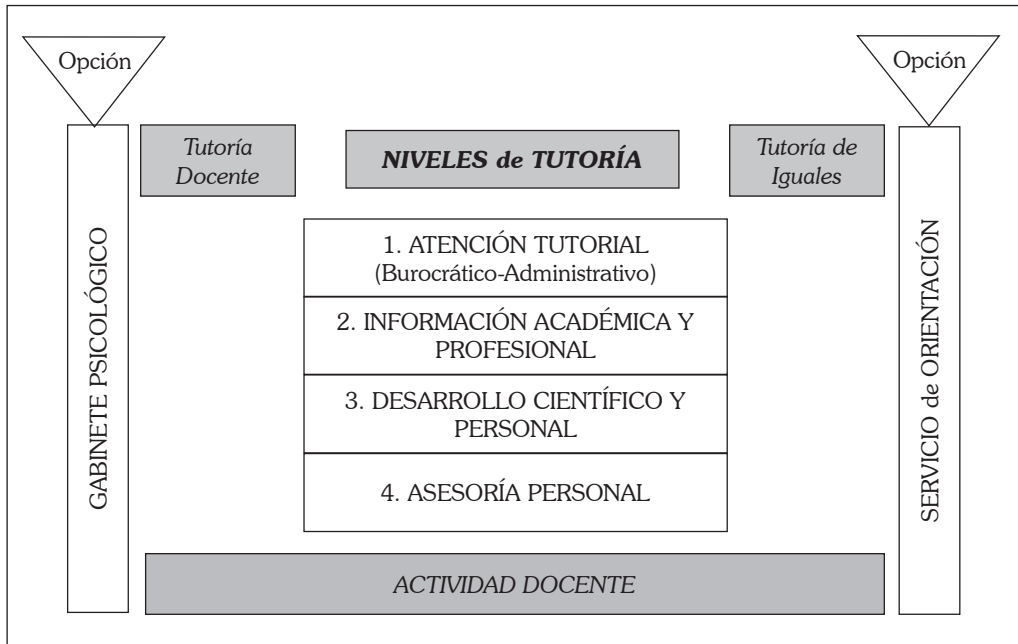 Opción
Opción
Tutoría
Docente
NIVELES de TUTORÍA
Tutoría de
Iguales
GABINETE PSICOLÓGICO
1. ATENCIÓN TUTORIAL
(Burocrático-Administrativo)
2. INFORMACIÓN ACADÉMICA Y
PROFESIONAL
3. DESARROLLO CIENTÍFICO Y
PERSONAL
4. ASESORÍA PERSONAL
SERVICIO de ORIENTACIÓN
ACTIVIDAD DOCENTE